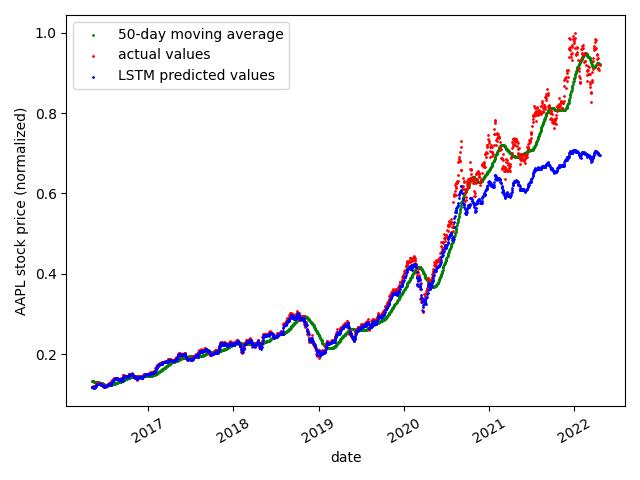 50-day moving average
actual values
LSTM predicted values
AAPL stock price (normalized)
1.0
0.8
0.6
0.4
0.2
2017 2018 2019 2020 2021 2022
date